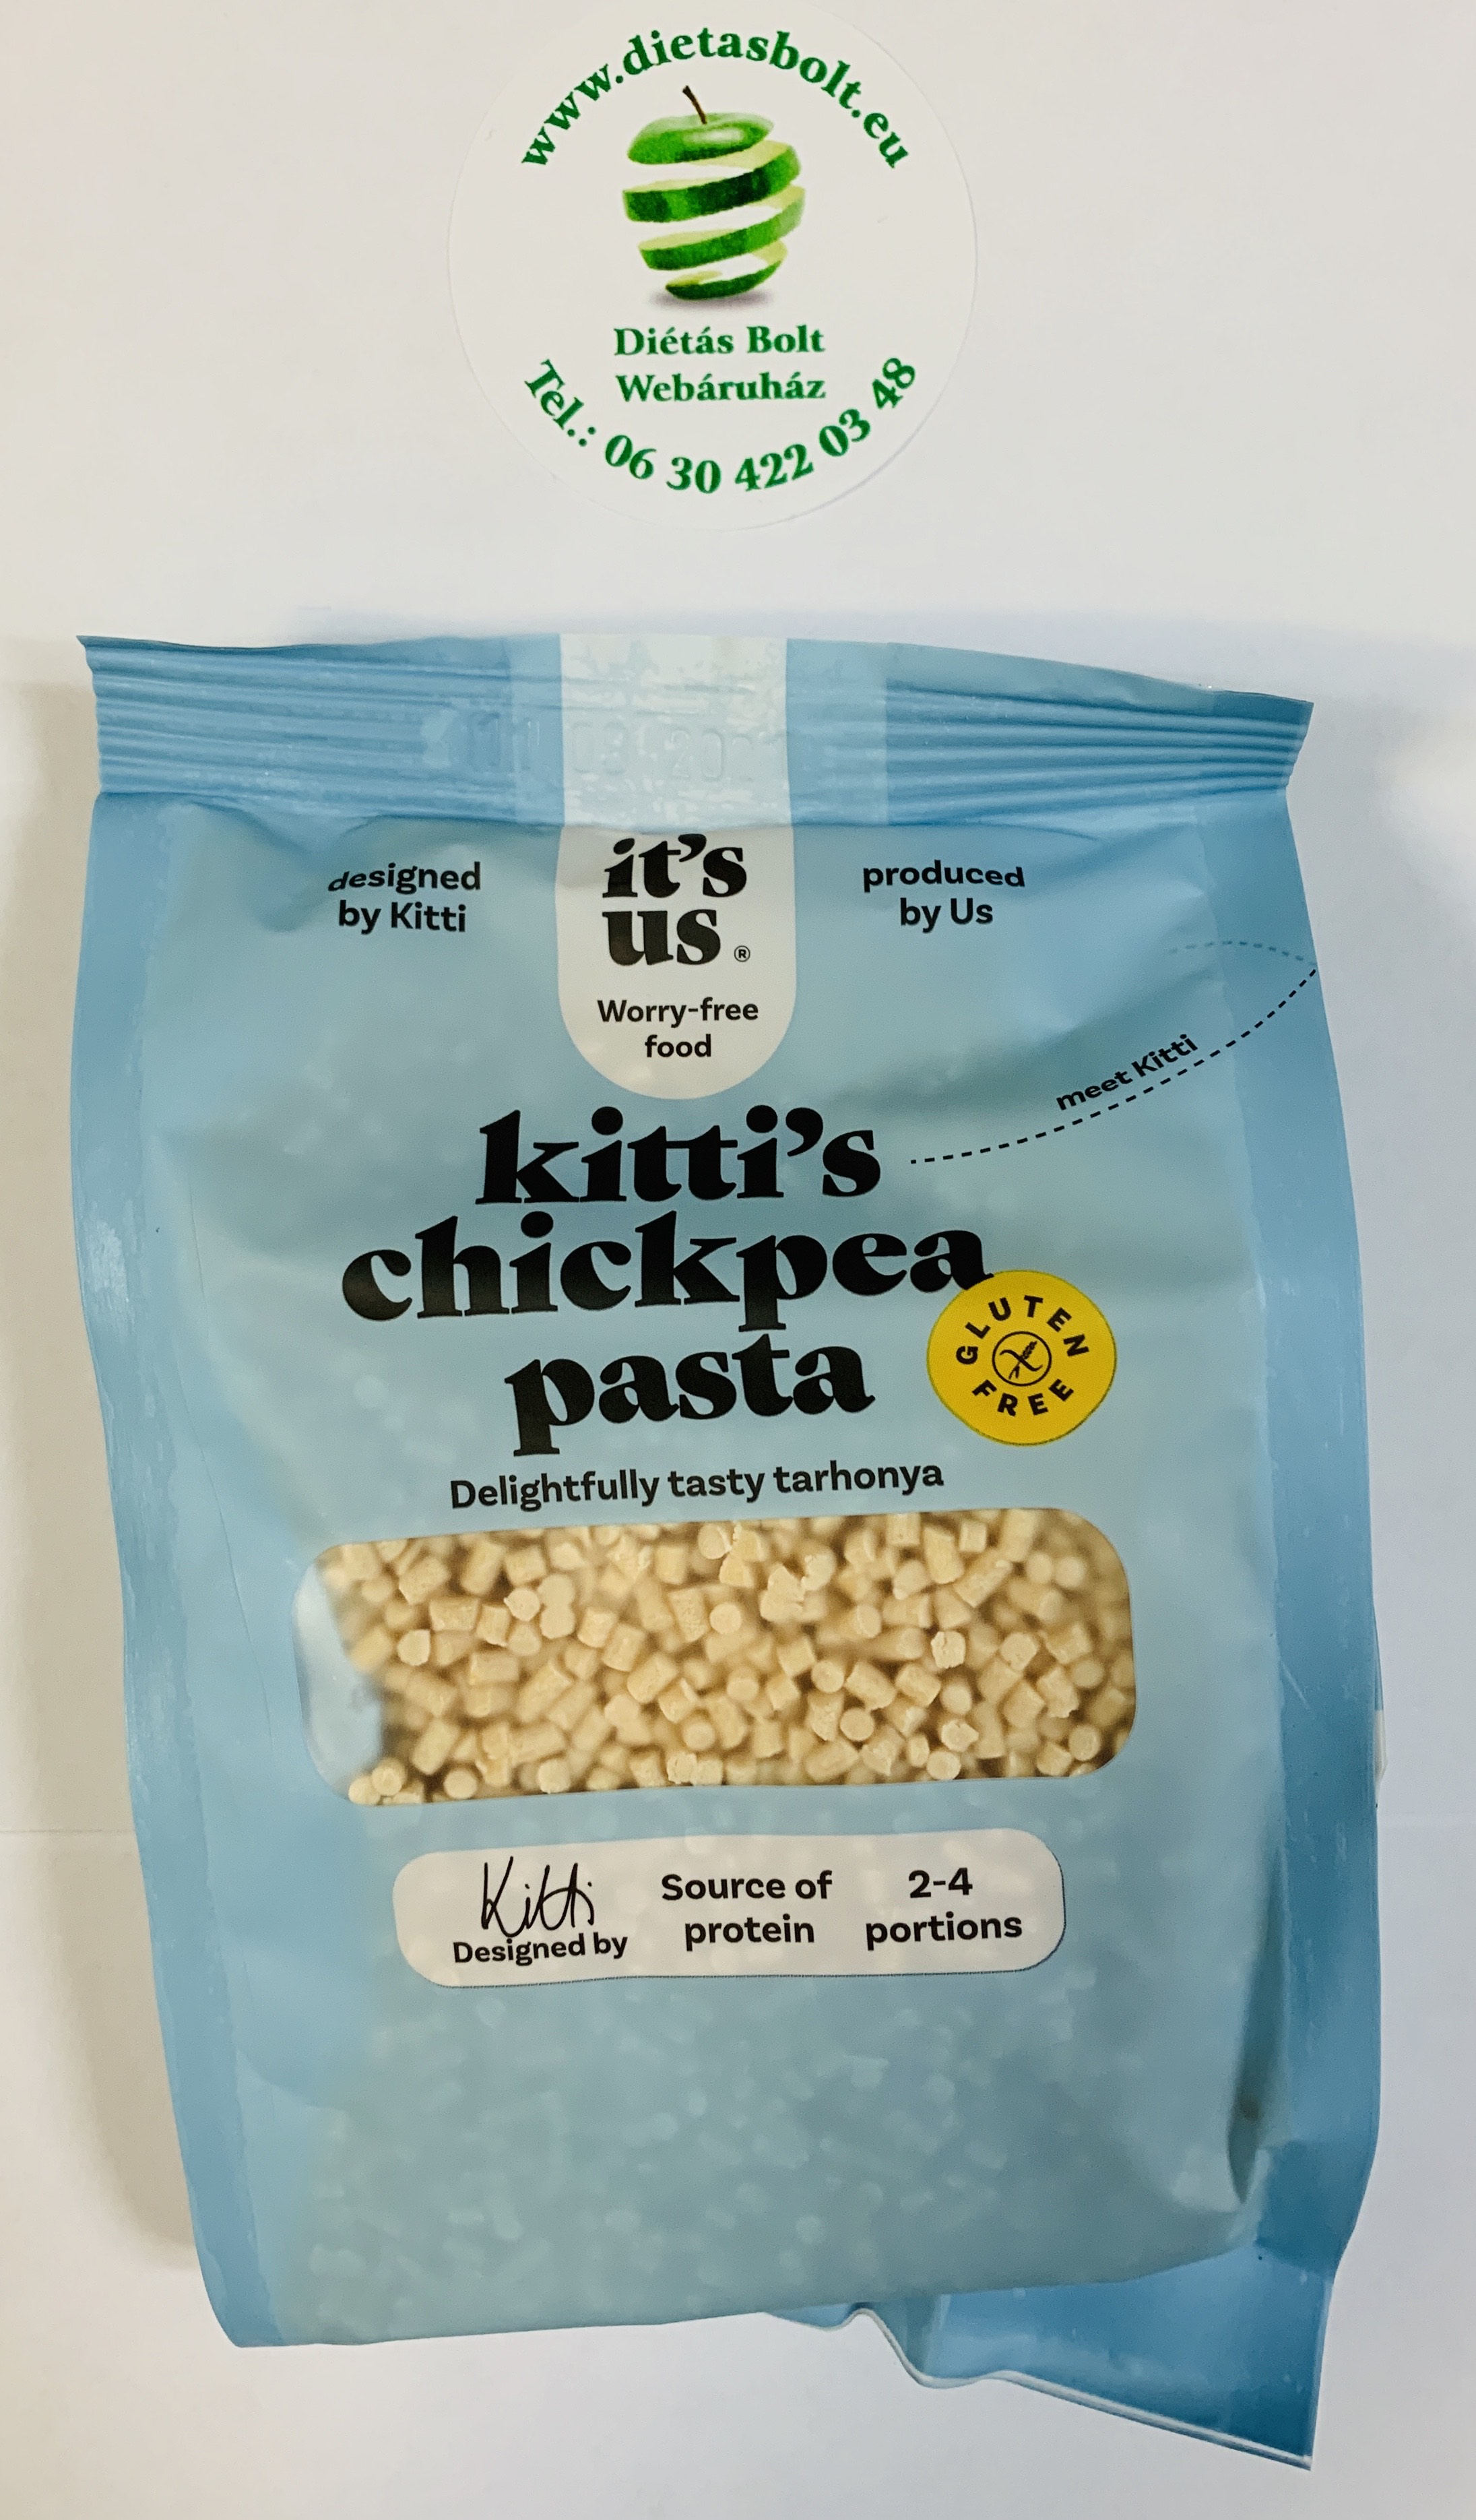 www.dietasbolt.eu
Diétás Bolt
Webáruház
Tel.: 06 30 422 03 48
designed
by Kitti
it's
us®
Worry-free
food
produced
by Us
meet Kitti
kitti's
chickpea
pasta
GLUTEN
FREE
Delightfully tasty tarhonya
Kitti
Designed by
Source of
protein
2-4
portions